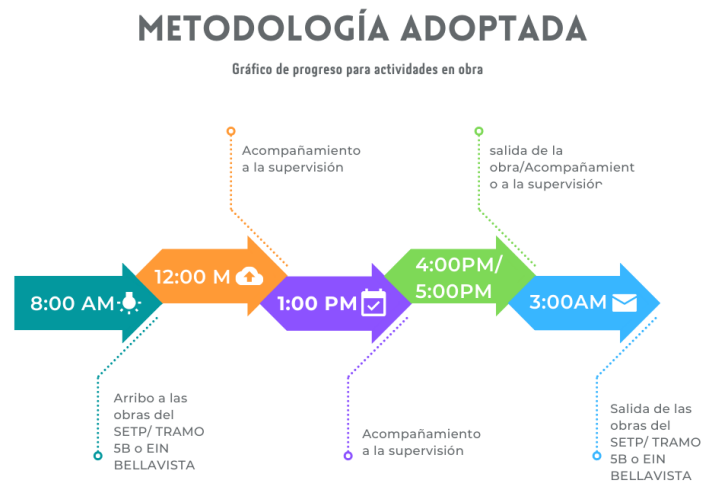 METODOLOGÍA ADOPTADA
Gráfico de progreso para actividades en obra
Acompañamiento
a la supervisión
salida de la
obra/Acompañamient
o a la supervisión
8:00 AM
12:00 M
1:00 PM
4:00PM/
5:00PM
3:00AM
Arribo a las
obras del
SETP/ TRAMO
5B o EIN
BELLAVISTA
Acompañamiento
a la supervisión
Salida de las
obras del
SETP/ TRAMO
5B o EIN
BELLAVISTA